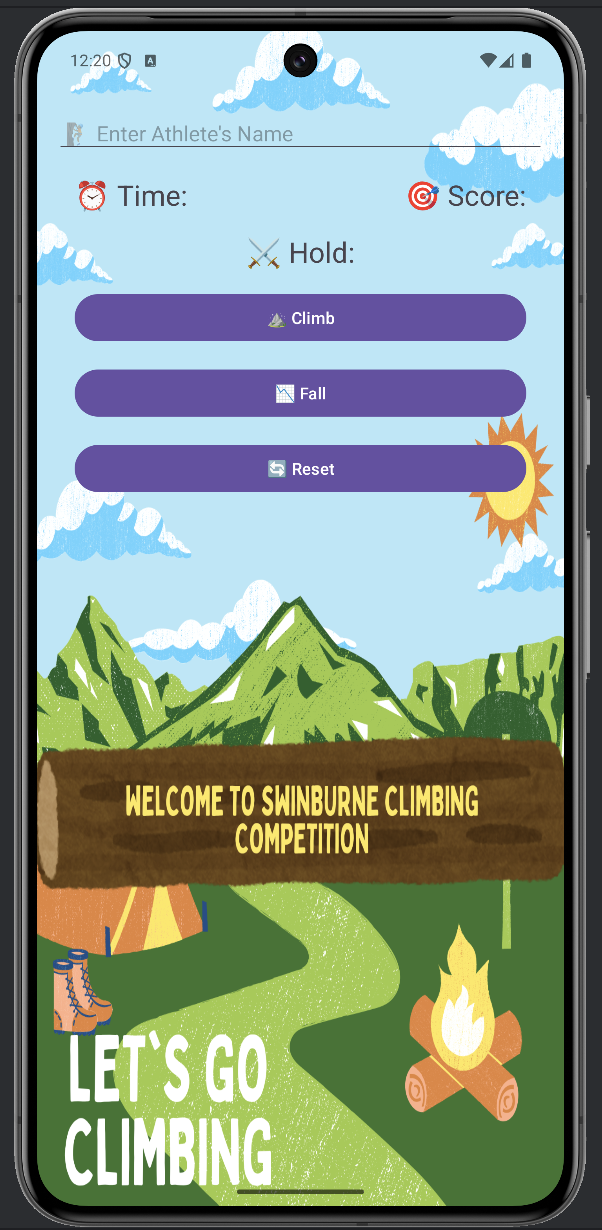 12:20
Enter Athlete's Name
Time:
Score:
Hold:
Climb
Fall
Reset
WELCOME TO SWINBURNE CLIMBING
COMPETITION
LET`S GO
CLIMBING